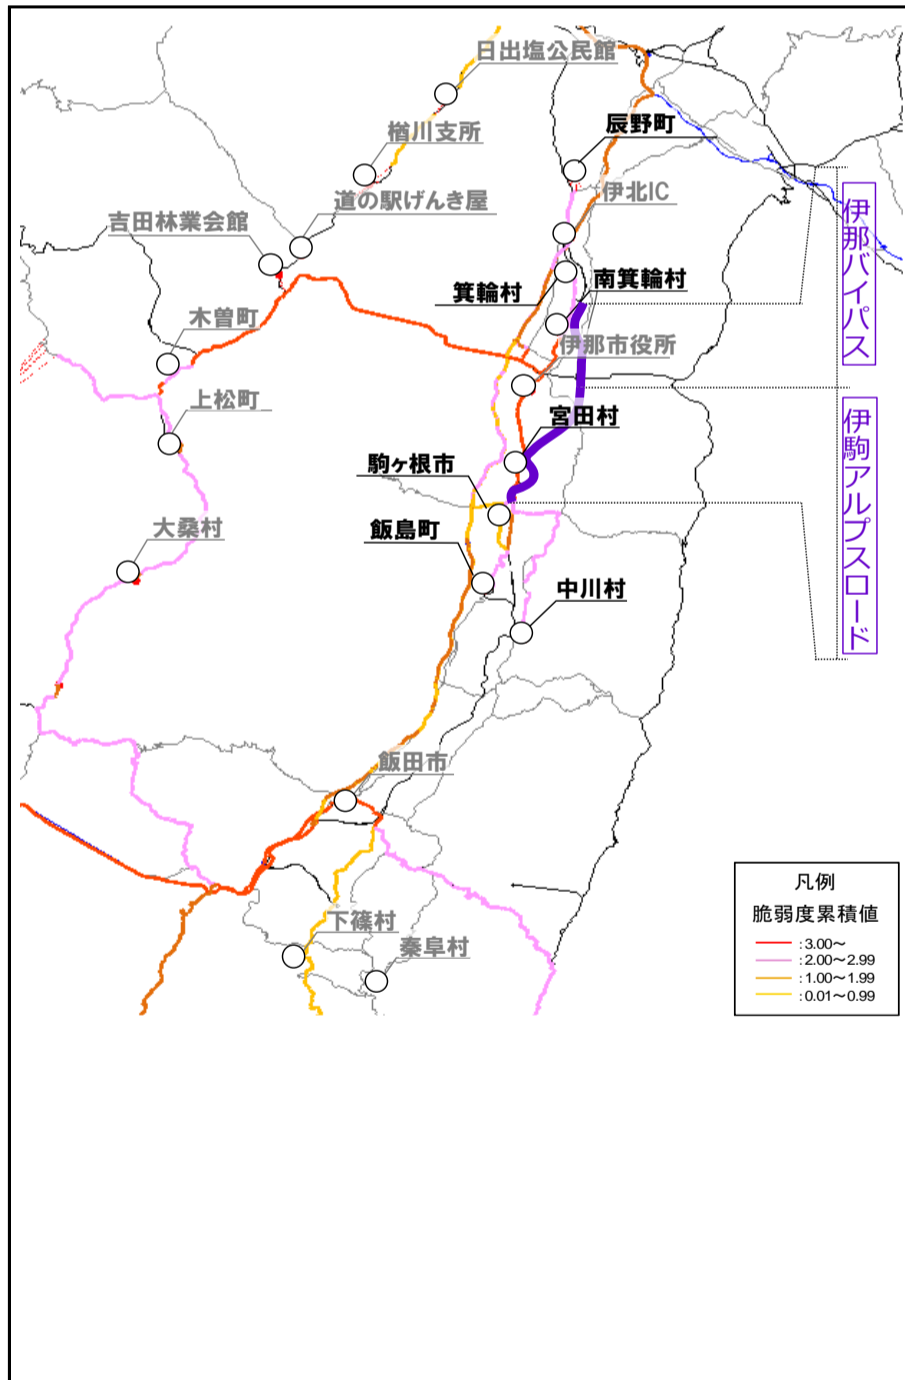 日出塩公民館
楢川支所
辰野町
道の駅げんき屋
伊北IC
吉田林業会館
箕輪村
南箕輪村
木曽町
伊那市役所
上松町
宮田村
駒ヶ根市
大桑村
飯島町
中川村
飯田市
下篠村
秦阜村
伊那バイパス
伊駒アルプスロード
凡例
脆弱度累積値
:3.00～
:2.00～2.99
:1.00～1.99
:0.01～0.99